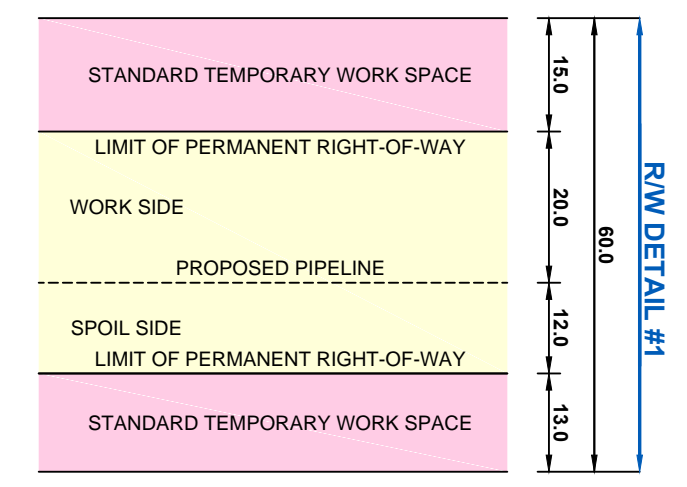 STANDARD TEMPORARY WORK SPACE
LIMIT OF PERMANENT RIGHT-OF-WAY
WORK SIDE
PROPOSED PIPELINE
SPOIL SIDE
LIMIT OF PERMANENT RIGHT-OF-WAY
STANDARD TEMPORARY WORK SPACE
15.0
20.0
12.0
13.0
60.0
R/W DETAIL #1